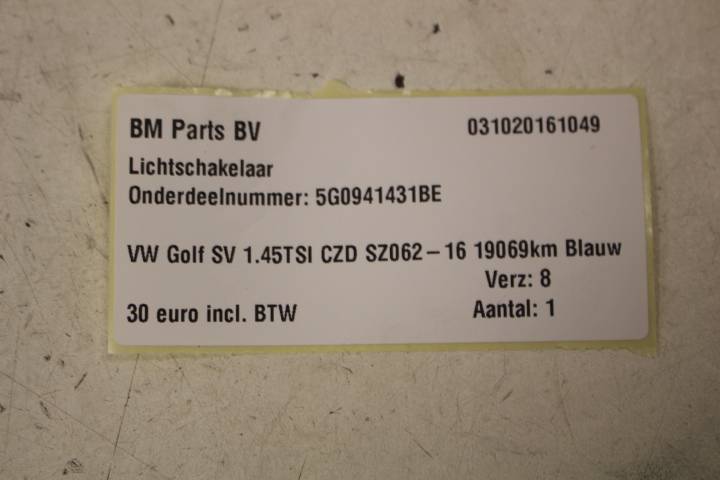 BM Parts BV 031020161049
Lichtschakelaar
Onderdeelnummer: 5G0941431BE
VW Golf SV 1.45TSI CZD SZ062-16 19069km Blauw
Verz: 8
30 euro incl. BTW Aantal: 1